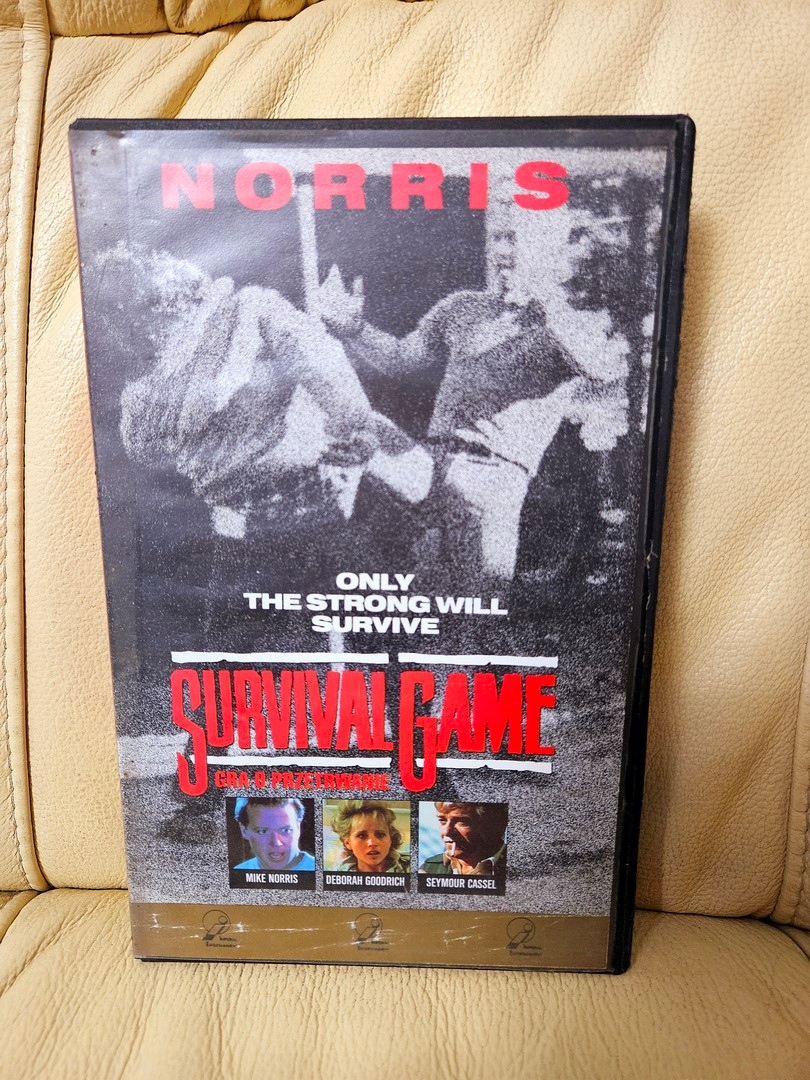 NORRIS
ONLY
THE STRONG WILL
SURVIVE
SURVIVAL GAME
GRA O PRZETRWANIE
MIKE NORRIS DEBORAH GOODRICH SEYMOUR CASSEL